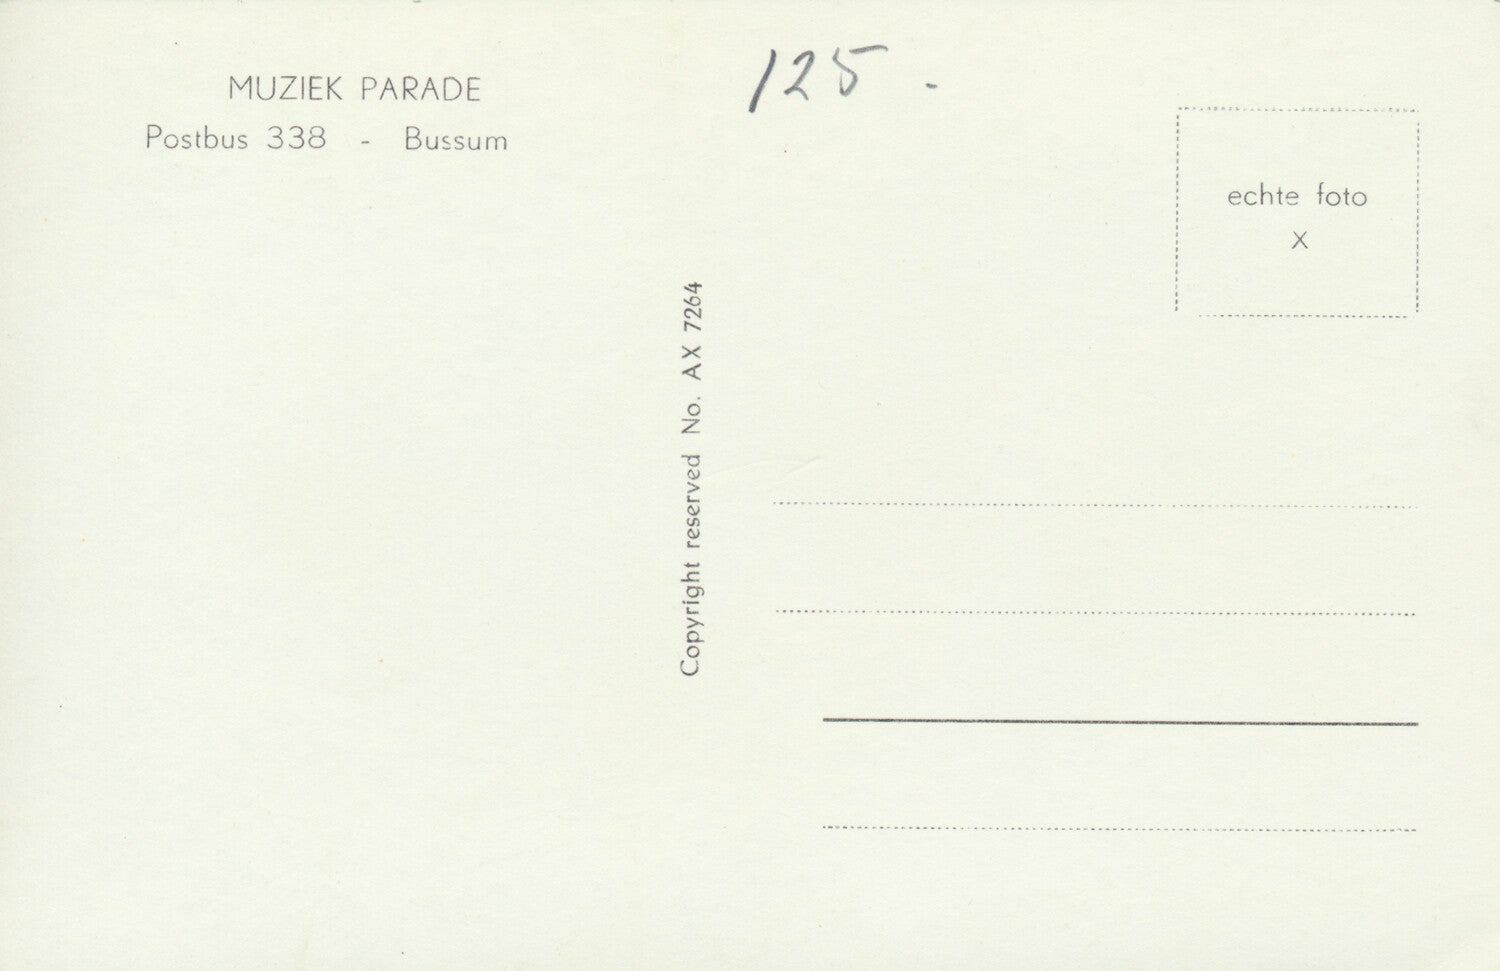 MUZIEK PARADE
Postbus 338 - Bussum
125 .
echte foto
X
Copyright reserved No. AX 7264